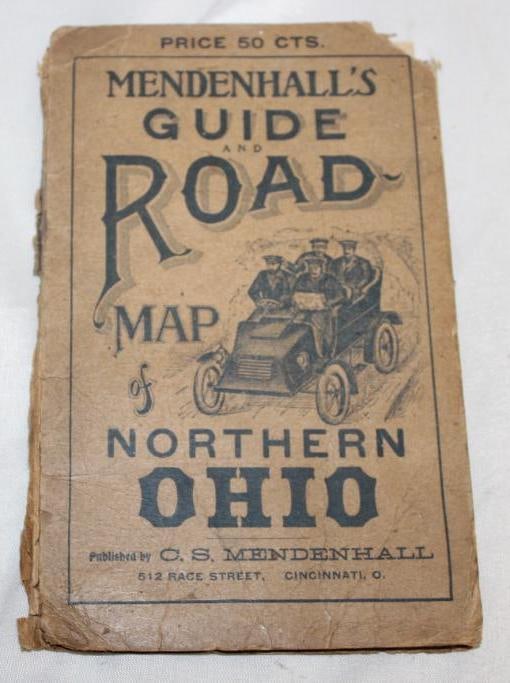 PRICE 50 CTS.
MENDENHALL'S
GUIDE
AND
ROAD-
MAP
of
NORTHERN
OHIO
Published by C. S. MENDENHALL
512 RACE STREET, CINCINNATI, O.